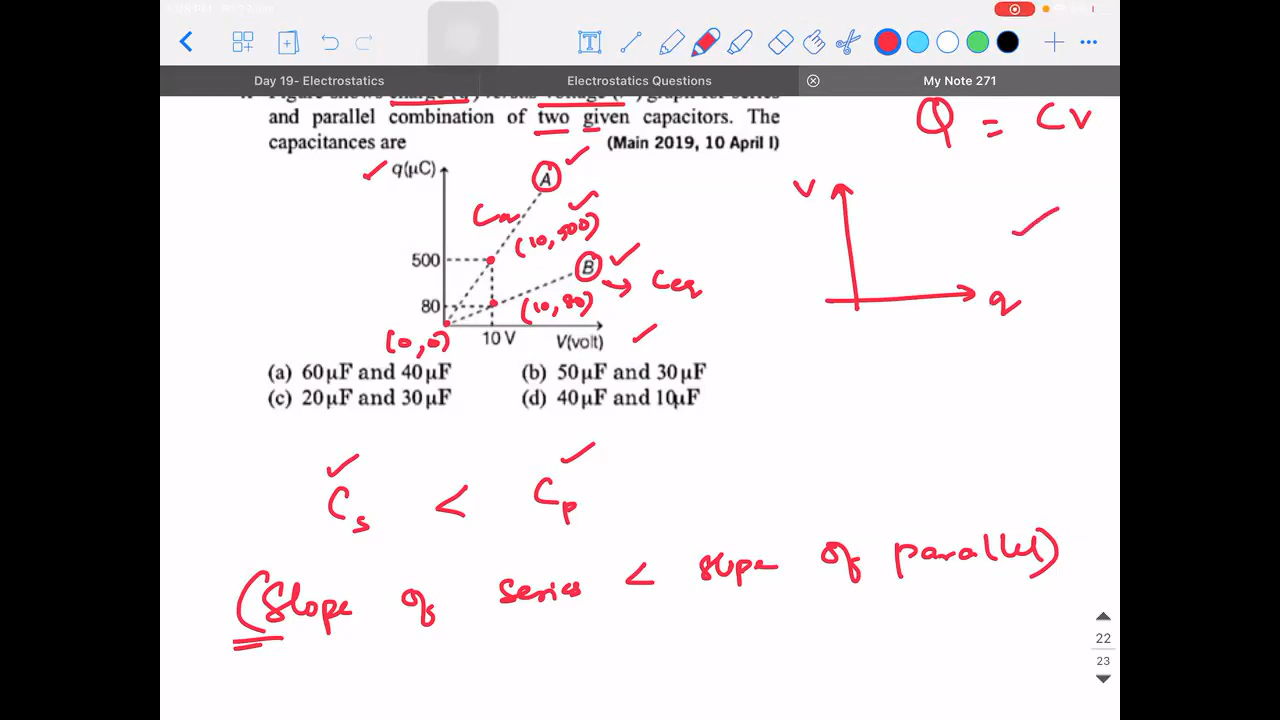 Day 19- Electrostatics
Electrostatics Questions
My Note 271
and parallel combination of two given capacitors. The
capacitances are (Main 2019, 10 April I)
Q = CV
q(μC)
A
(10, 500)
500
B
Ceq
80
(10, 80)
(0, 0)
10 V
V(volt)
V
q
(a) 60μF and 40μF (b) 50μF and 30μF
(c) 20μF and 30μF (d) 40μF and 10μF
Cs < Cp
(Slope of series < slope of parallel)
22
23